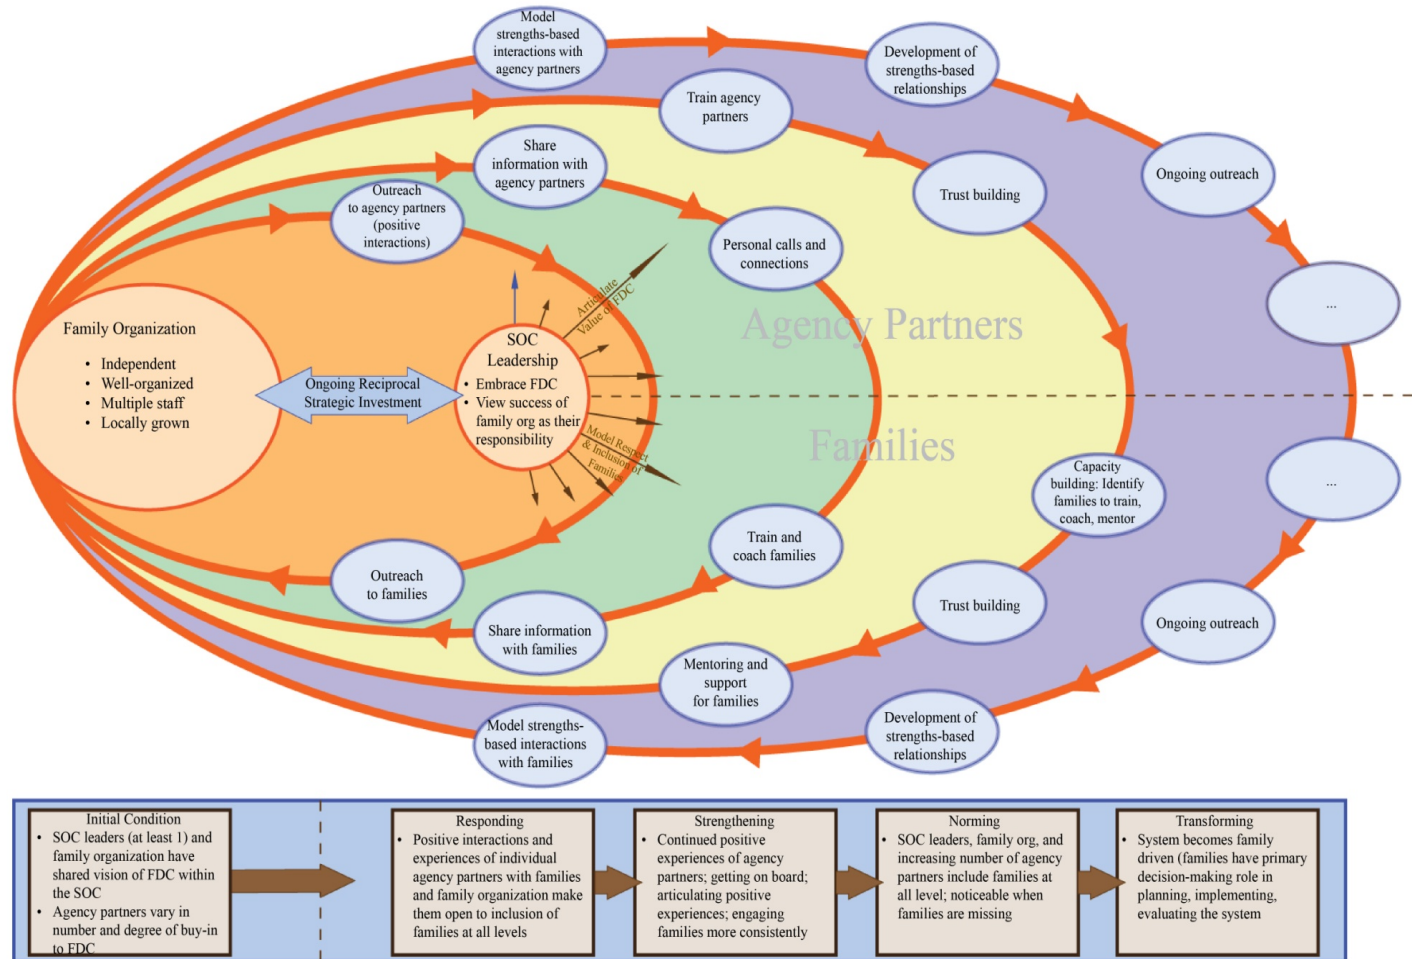 Model
strengths-based
interactions with
agency partners
Development of
strengths-based
relationships
Train agency
partners
Share
information with
agency partners
Ongoing outreach
Trust building
Outreach
to agency partners
(positive
interactions)
Personal calls and
connections
...
Articulate
Value of FDC
Agency Partners
Family Organization
• Independent
• Well-organized
• Multiple staff
• Locally grown
Ongoing Reciprocal
Strategic Investment
SOC
Leadership
• Embrace FDC
• View success of
family org as their
responsibility
Model Respect
& Inclusion of
Families
Families
Capacity
building: Identify
families to train,
coach, mentor
...
Train and
coach families
Outreach
to families
Trust building
Ongoing outreach
Share information
with families
Mentoring and
support
for families
Model strengths-
based interactions
with families
Development of
strengths-based
relationships
Initial Condition
• SOC leaders (at least 1) and
family organization have
shared vision of FDC within
the SOC
• Agency partners vary in
number and degree of buy-in
to FDC
Responding
• Positive interactions and
experiences of individual
agency partners with families
and family organization make
them open to inclusion of
families at all levels
Strengthening
• Continued positive
experiences of agency
partners; getting on board;
articulating positive
experiences; engaging
families more consistently
Norming
• SOC leaders, family org, and
increasing number of agency
partners include families at
all level; noticeable when
families are missing
Transforming
• System becomes family
driven (families have primary
decision-making role in
planning, implementing,
evaluating the system